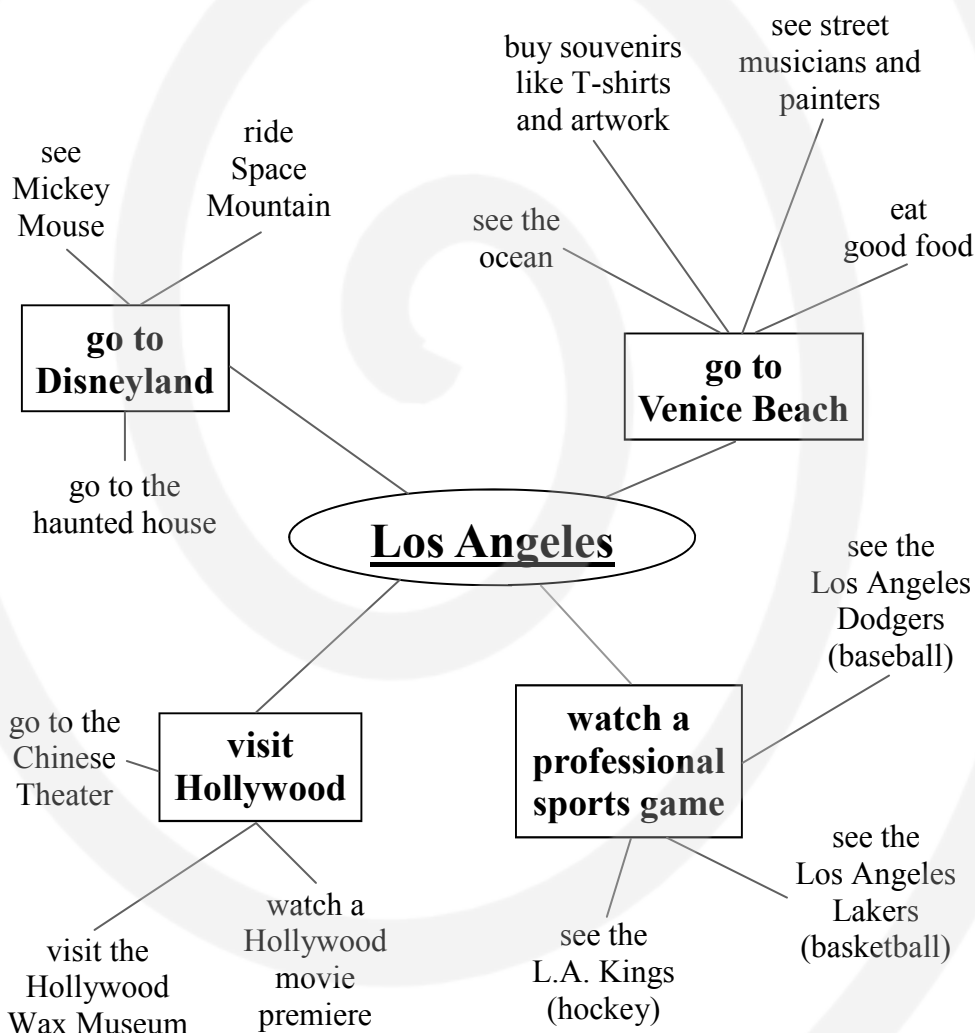 see
Mickey
Mouse
ride
Space
Mountain
go to
Disneyland
go to the
haunted house
buy souvenirs
like T-shirts
and artwork
see street
musicians and
painters
see the
ocean
eat
good food
go to
Venice Beach
Los Angeles
go to the
Chinese
Theater
visit
Hollywood
visit the
Hollywood
Wax Museum
watch a
Hollywood
movie
premiere
watch a
professional
sports game
see the
Los Angeles
Dodgers
(baseball)
see the
L.A. Kings
(hockey)
see the
Los Angeles
Lakers
(basketball)